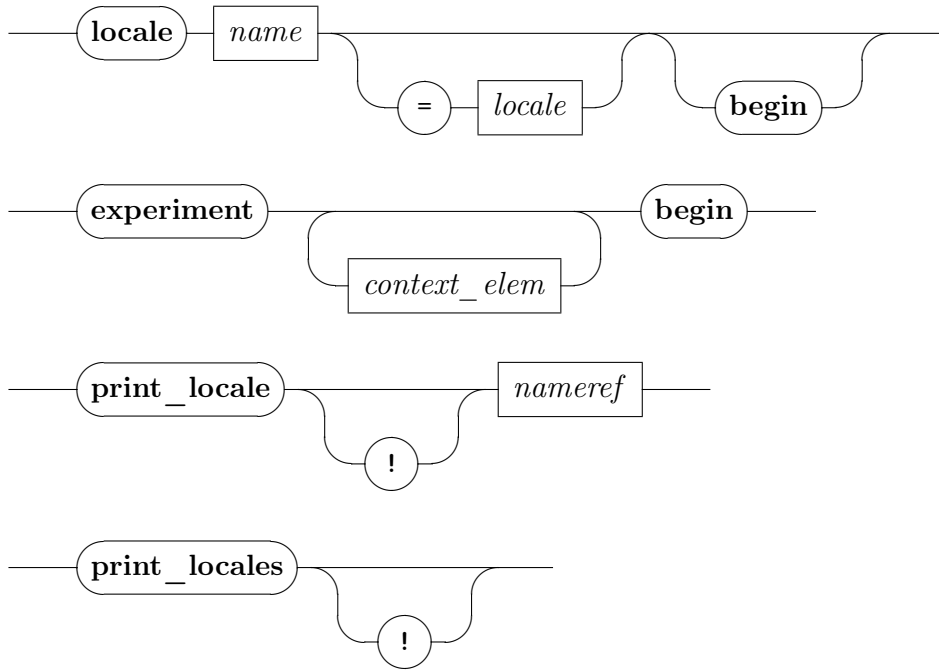 locale name
= locale begin
experiment begin
context_elem
print_locale nameref
!
print_locales
!